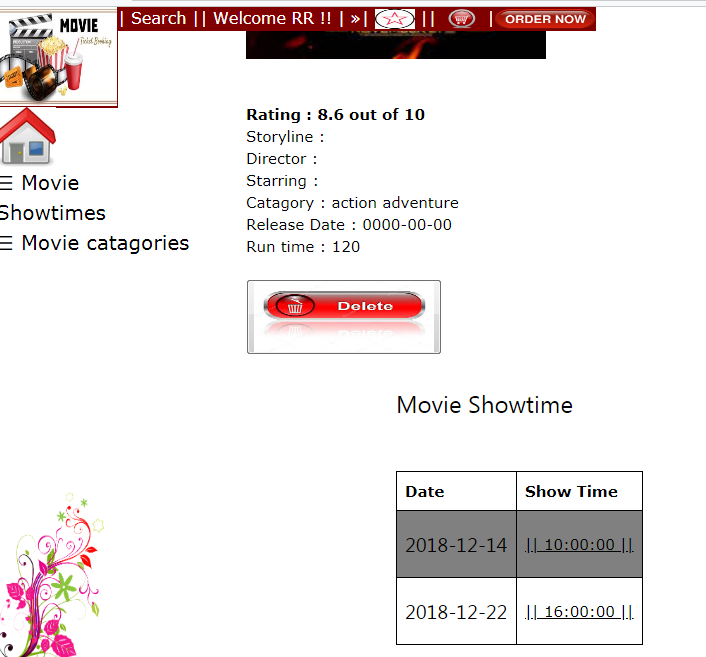 MOVIE
Ticket Booking
| Search || Welcome RR !! | »| || | ORDER NOW
Rating : 8.6 out of 10
Storyline :
Director :
Starring :
Catagory : action adventure
Release Date : 0000-00-00
Run time : 120
☰ Movie
Showtimes
☰ Movie catagories
Delete
Movie Showtime
Date Show Time
2018-12-14 || 10:00:00 ||
2018-12-22 || 16:00:00 ||